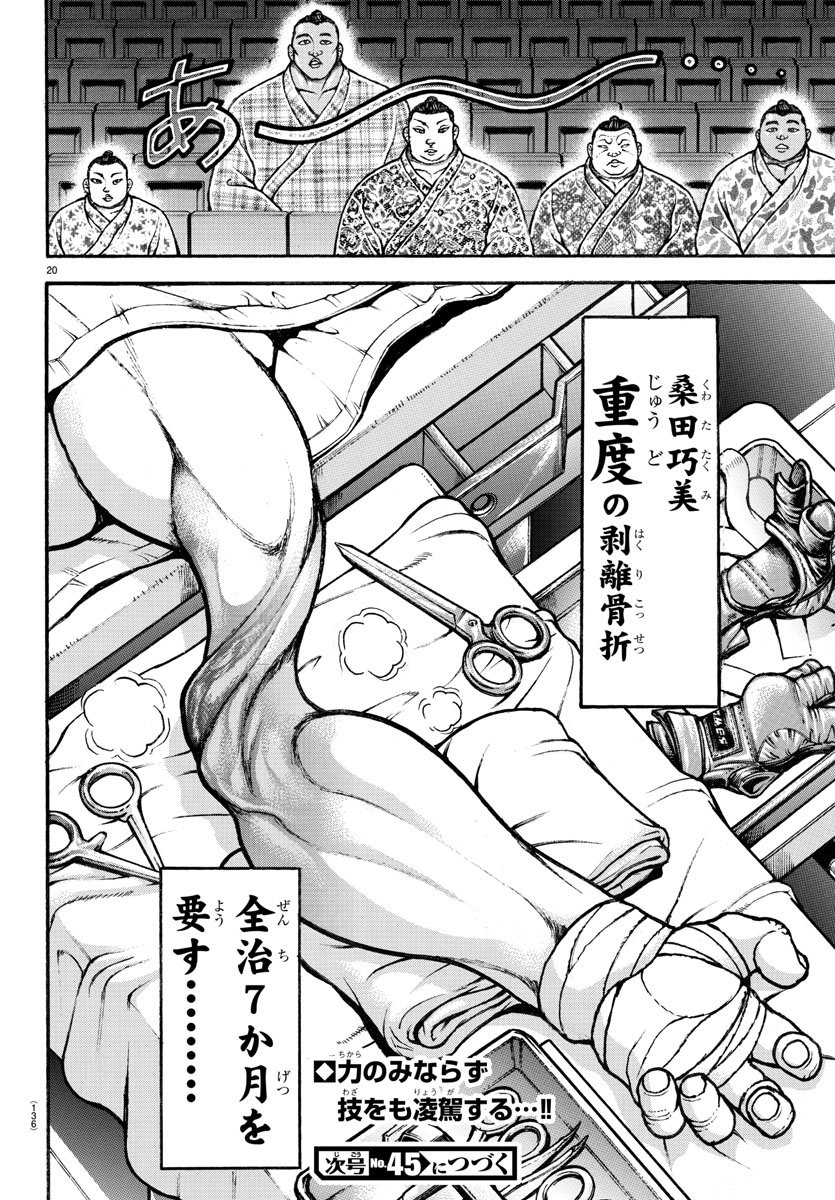 あ～～・・・・・
20
桑田巧美
重度の剥離骨折
全治7か月を
要す………
◆力のみならず
技をも凌駕する…!!
次号No.45につづく
(136)